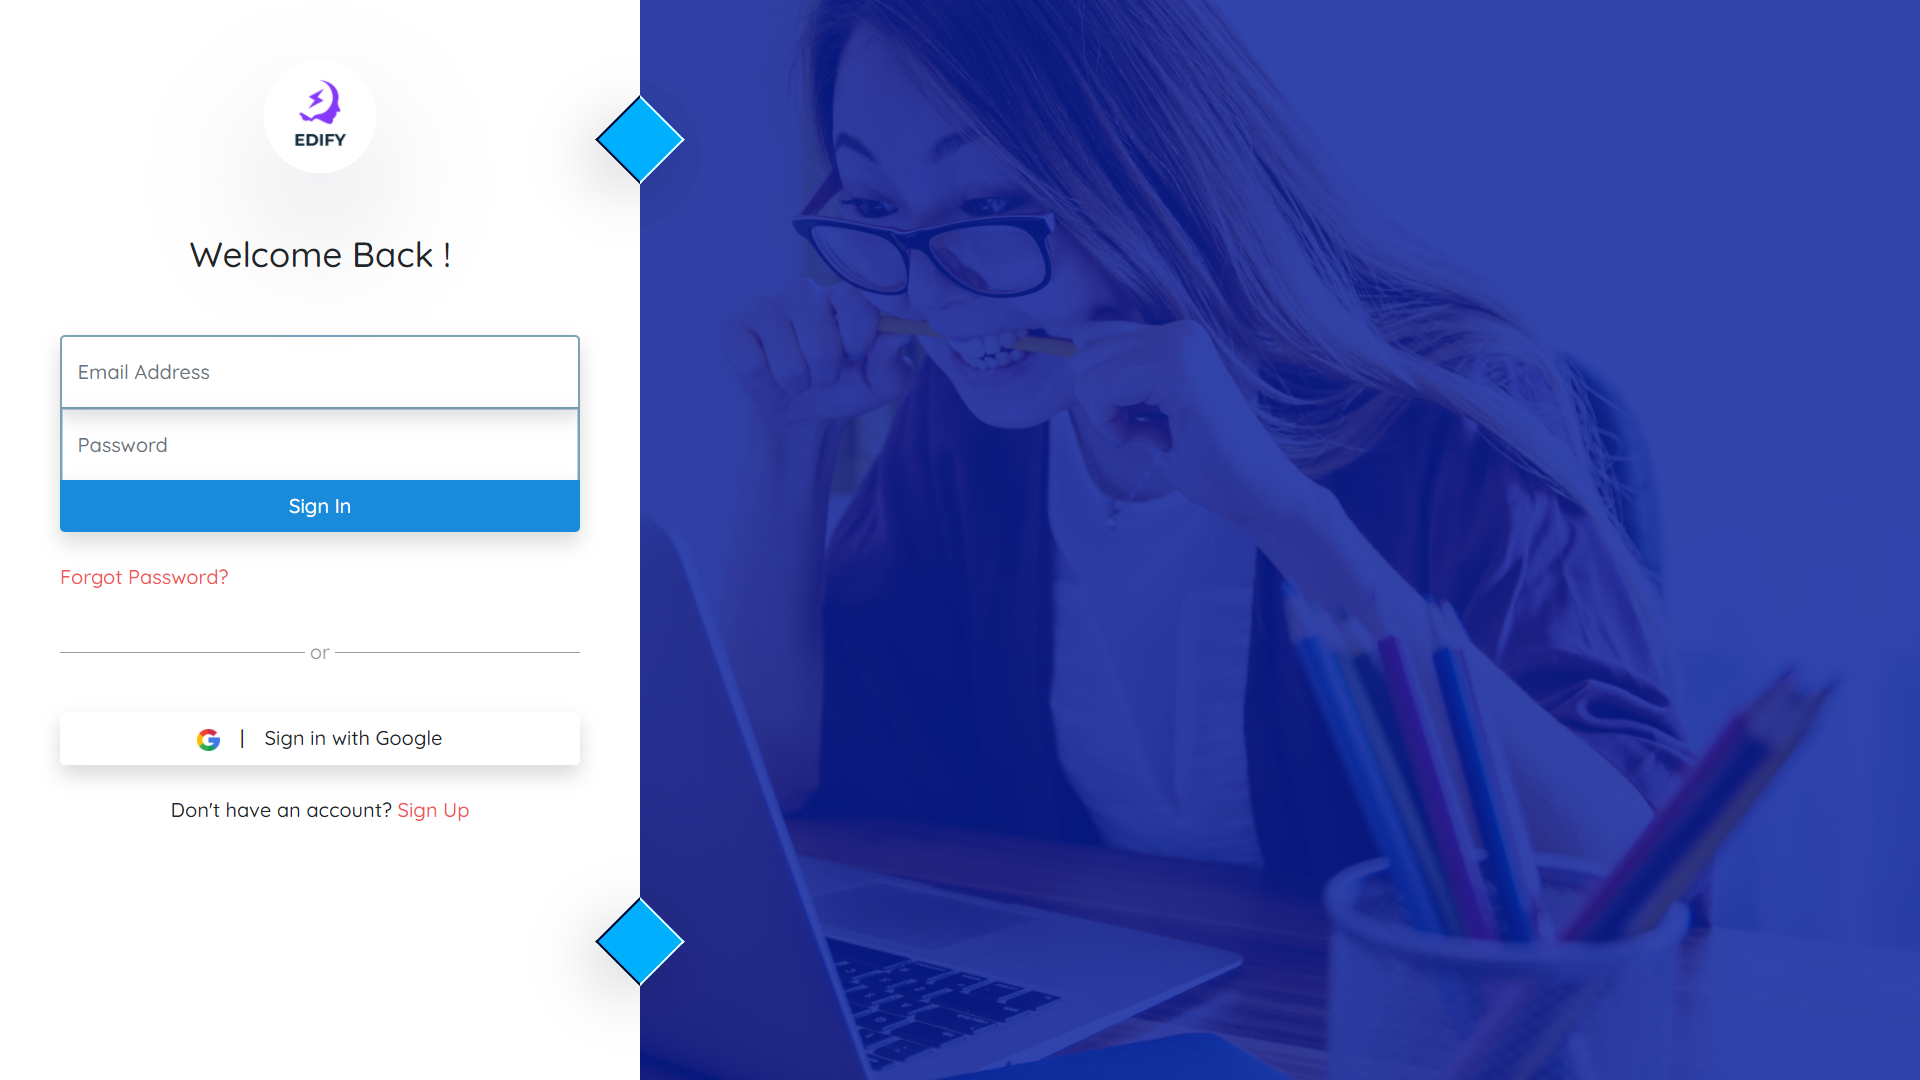 EDIFY
Welcome Back !
Email Address
Password
Sign In
Forgot Password?
or
| Sign in with Google
Don't have an account? Sign Up